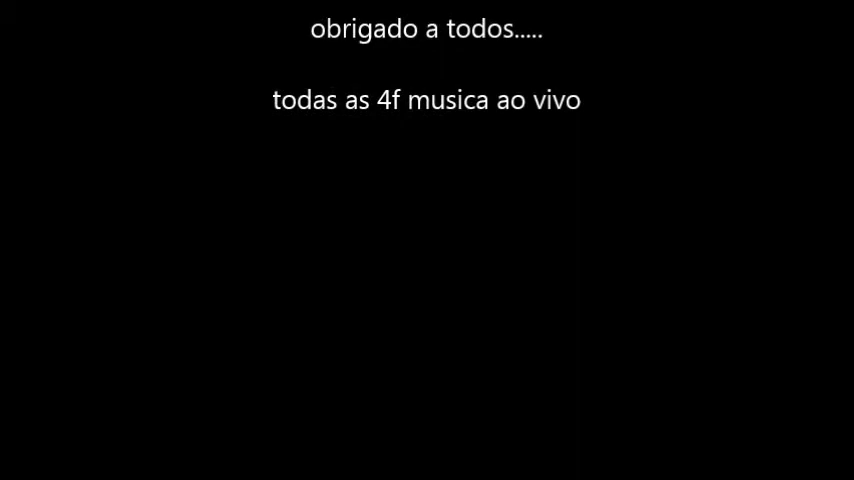 obrigado a todos.....
todas as 4f musica ao vivo